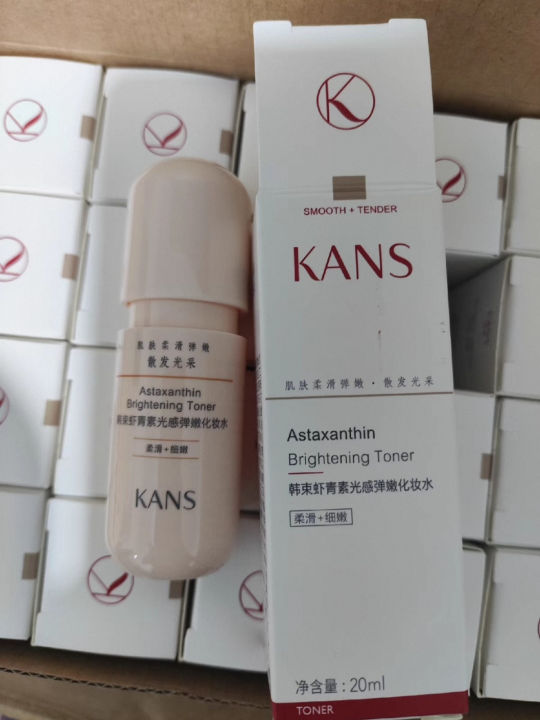 SMOOTH + TENDER
KANS
肌肤柔滑弹嫩·散发光采
Astaxanthin
Brightening Toner
韩束虾青素光感弹嫩化妆水
柔滑+细嫩
净含量:20ml
TONER
肌肤柔滑弹嫩
散发光采
Astaxanthin
Brightening Toner
韩束虾青素光感弹嫩化妆水
柔滑+细嫩
KANS